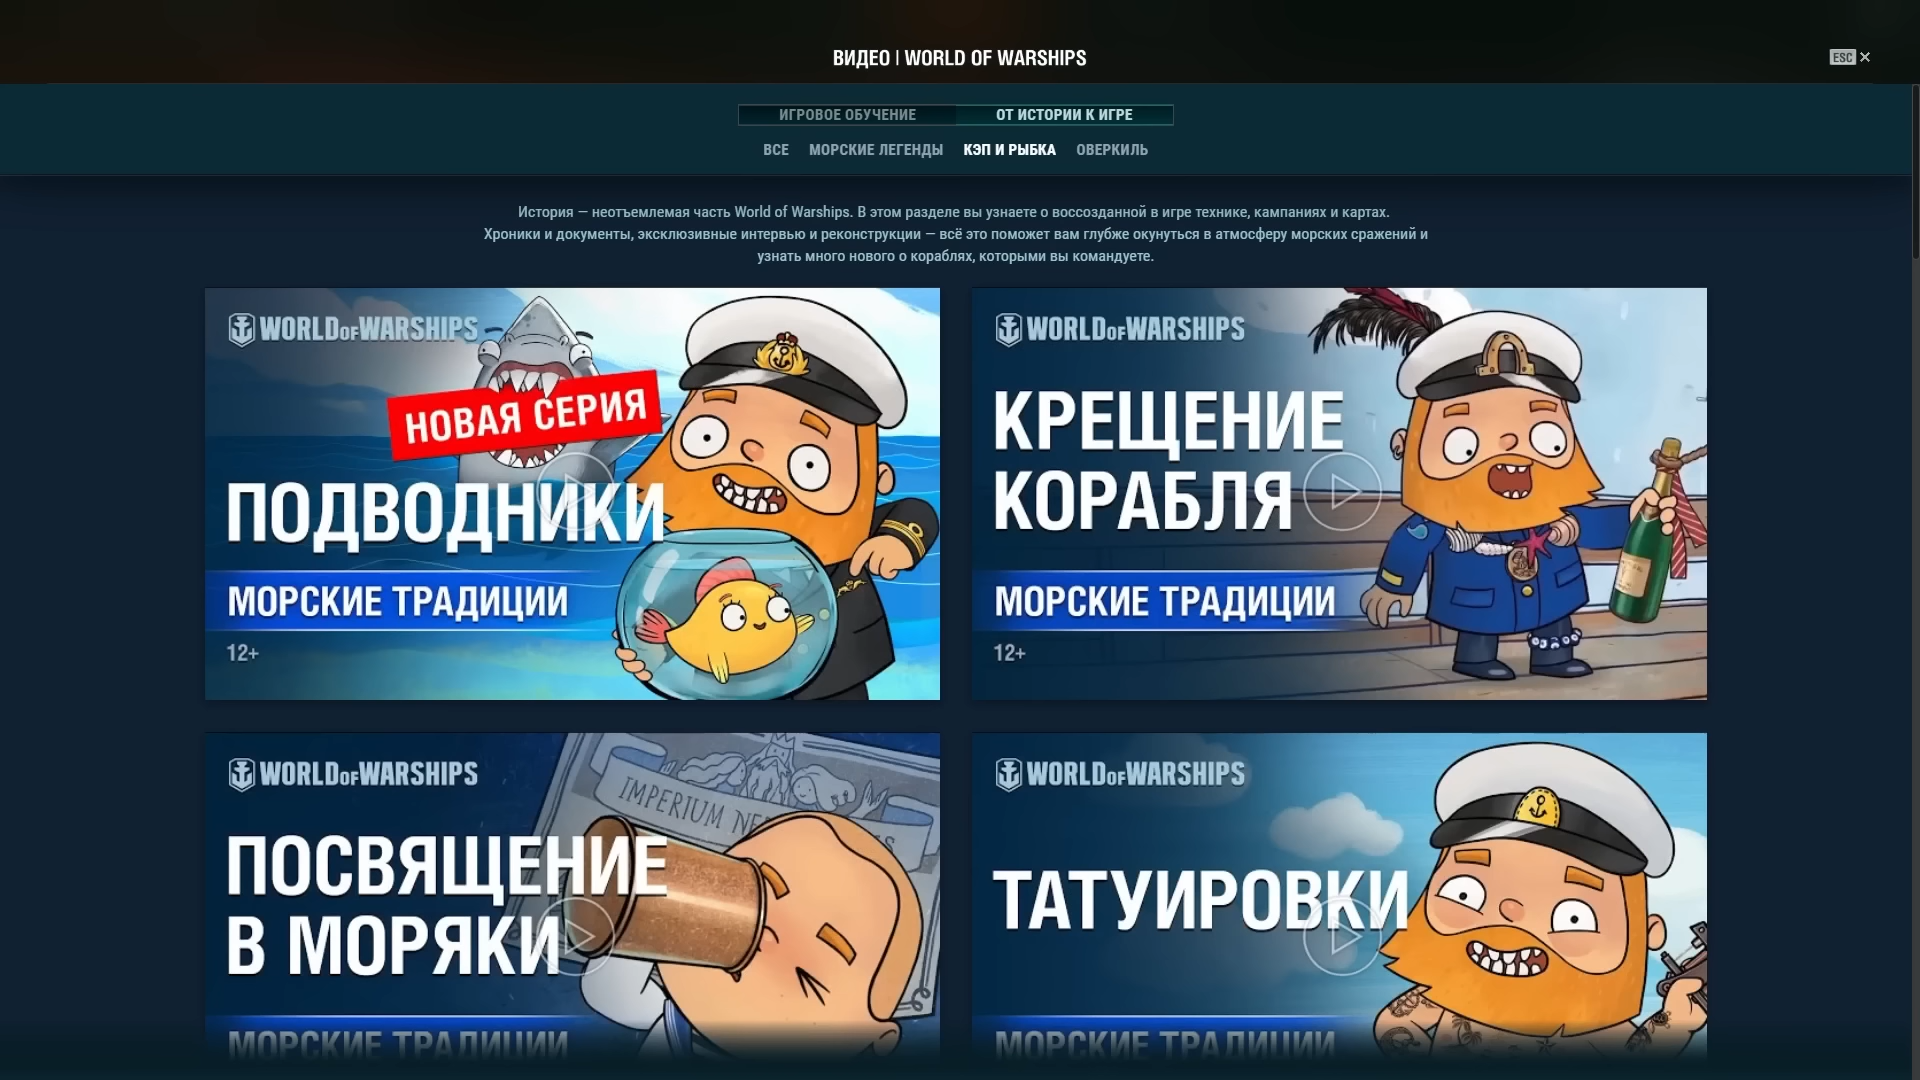 ВИДЕО | WORLD OF WARSHIPS
ESC
ИГРОВОЕ ОБУЧЕНИЕ
ОТ ИСТОРИИ К ИГРЕ
ВСЕ
МОРСКИЕ ЛЕГЕНДЫ
КЭП И РЫБКА
ОВЕРКИЛЬ
История — неотъемлемая часть World of Warships. В этом разделе вы узнаете о воссозданной в игре технике, кампаниях и картах.
Хроники и документы, эксклюзивные интервью и реконструкции — всё это поможет вам глубже окунуться в атмосферу морских сражений и
узнать много нового о кораблях, которыми вы командуете.
WORLD OF WARSHIPS
НОВАЯ СЕРИЯ
ПОДВОДНИКИ
МОРСКИЕ ТРАДИЦИИ
12+
WORLD OF WARSHIPS
КРЕЩЕНИЕ
КОРАБЛЯ
МОРСКИЕ ТРАДИЦИИ
12+
WORLD OF WARSHIPS
IMPERIUM
ПОСВЯЩЕНИЕ
В МОРЯКИ
МОРСКИЕ ТРАДИЦИИ
WORLD OF WARSHIPS
ТАТУИРОВКИ
МОРСКИЕ ТРАДИЦИИ